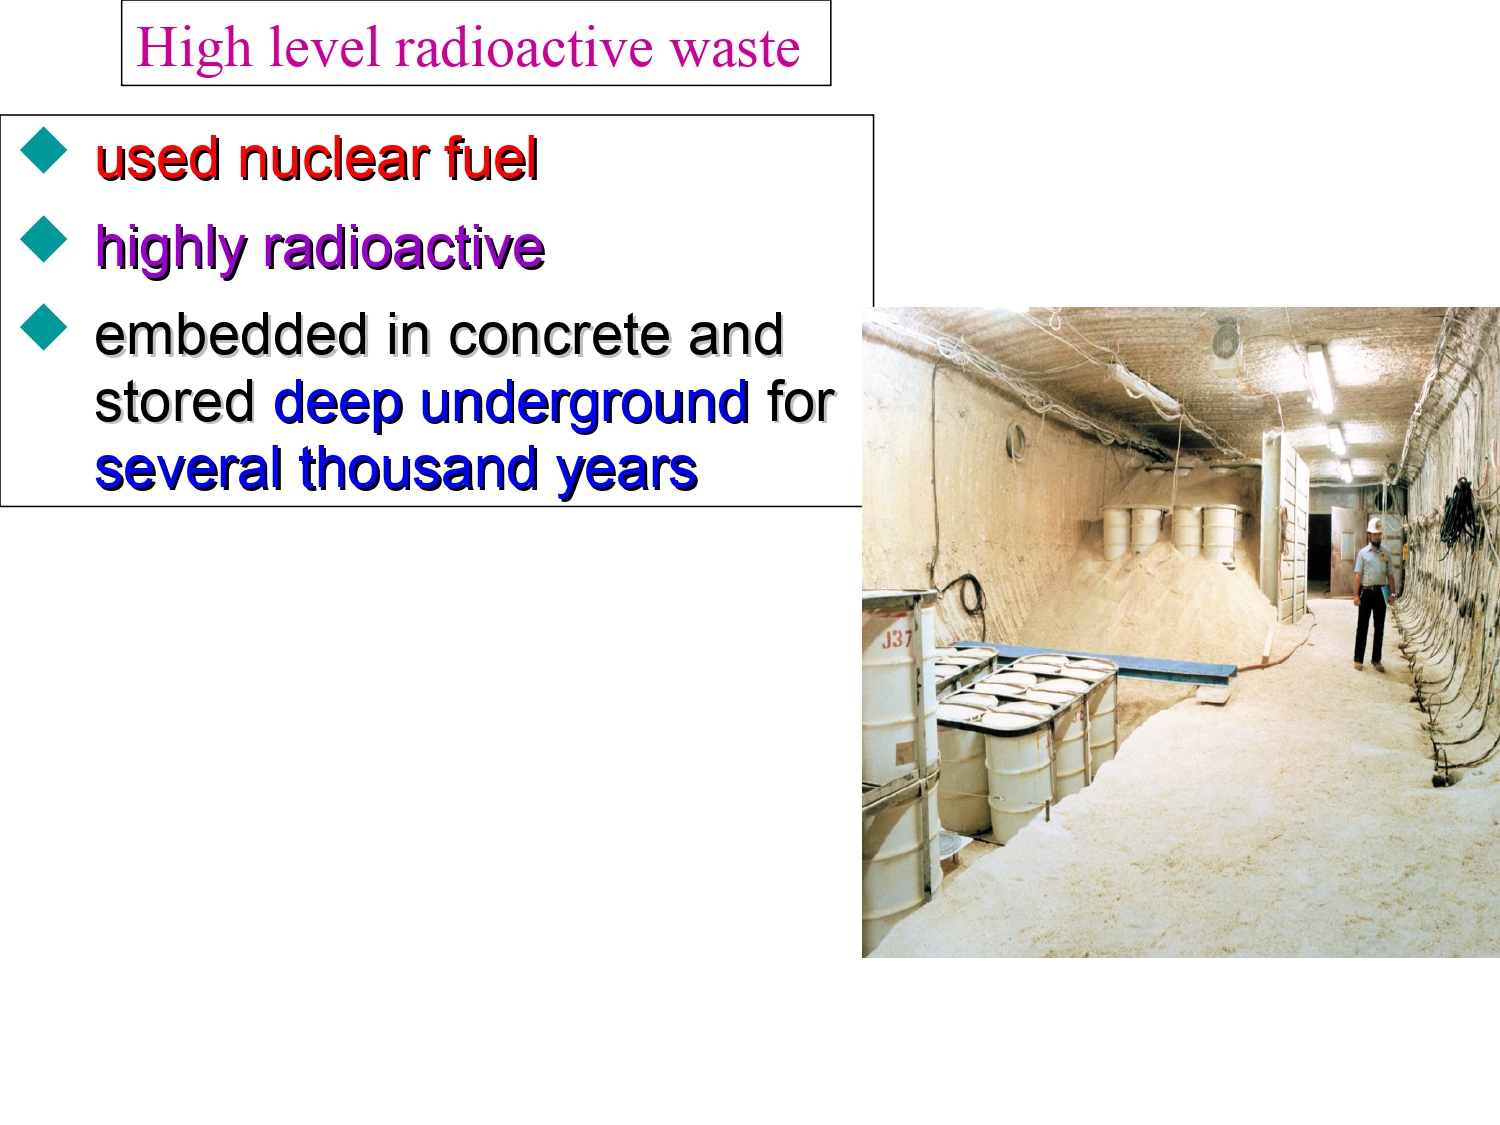 High level radioactive waste
used nuclear fuel
highly radioactive
embedded in concrete and
stored deep underground for
several thousand years
J37